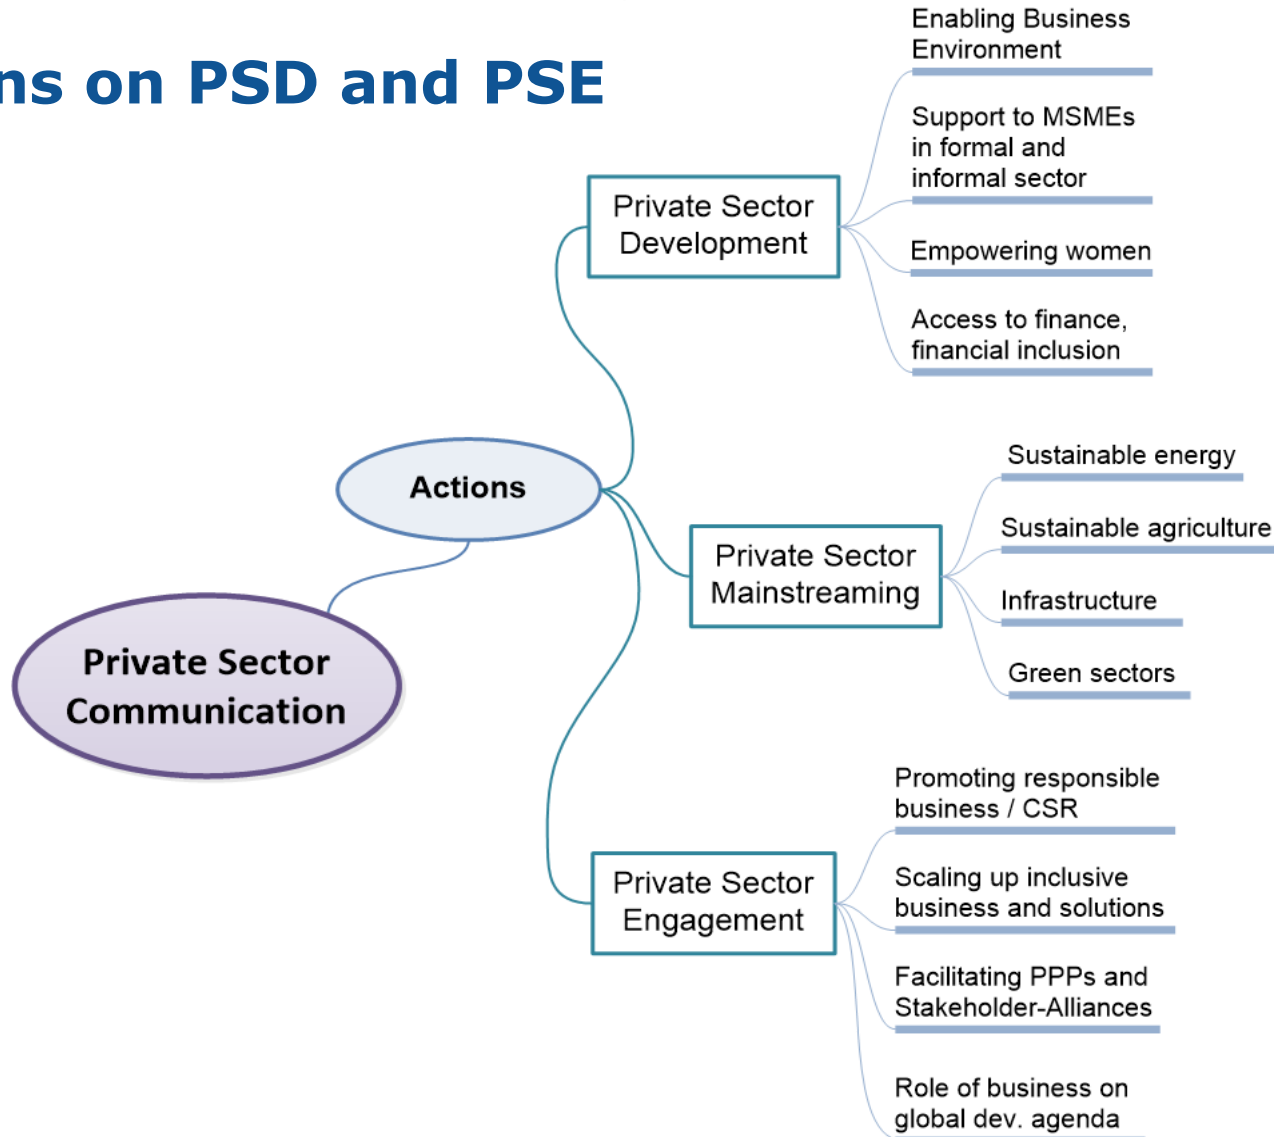 ns on PSD and PSE
Enabling Business
Environment
Support to MSMEs
in formal and
informal sector
Private Sector
Development
Empowering women
Access to finance,
financial inclusion
Actions
Sustainable energy
Sustainable agriculture
Private Sector
Mainstreaming
Infrastructure
Green sectors
Private Sector
Communication
Promoting responsible
business / CSR
Private Sector
Engagement
Scaling up inclusive
business and solutions
Facilitating PPPs and
Stakeholder-Alliances
Role of business on
global dev. agenda